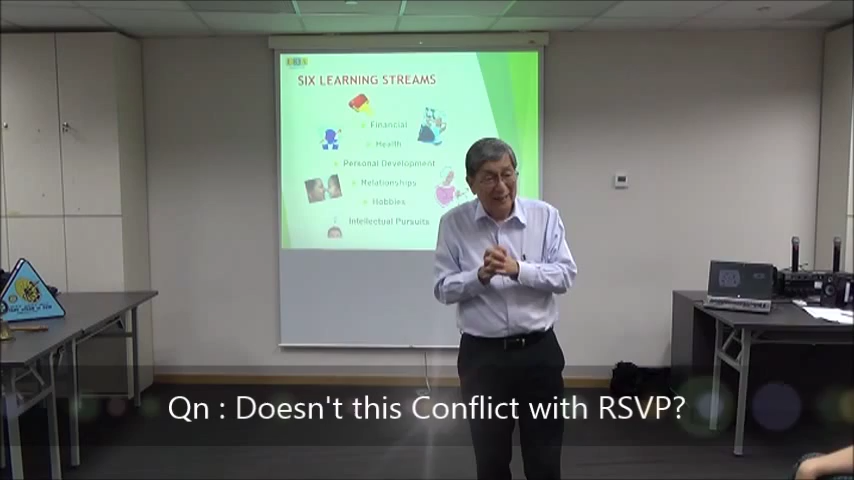 SIX LEARNING STREAMS
Financial
Health
Personal Development
Relationships
Hobbies
Intellectual Pursuits
Qn : Doesn't this Conflict with RSVP?